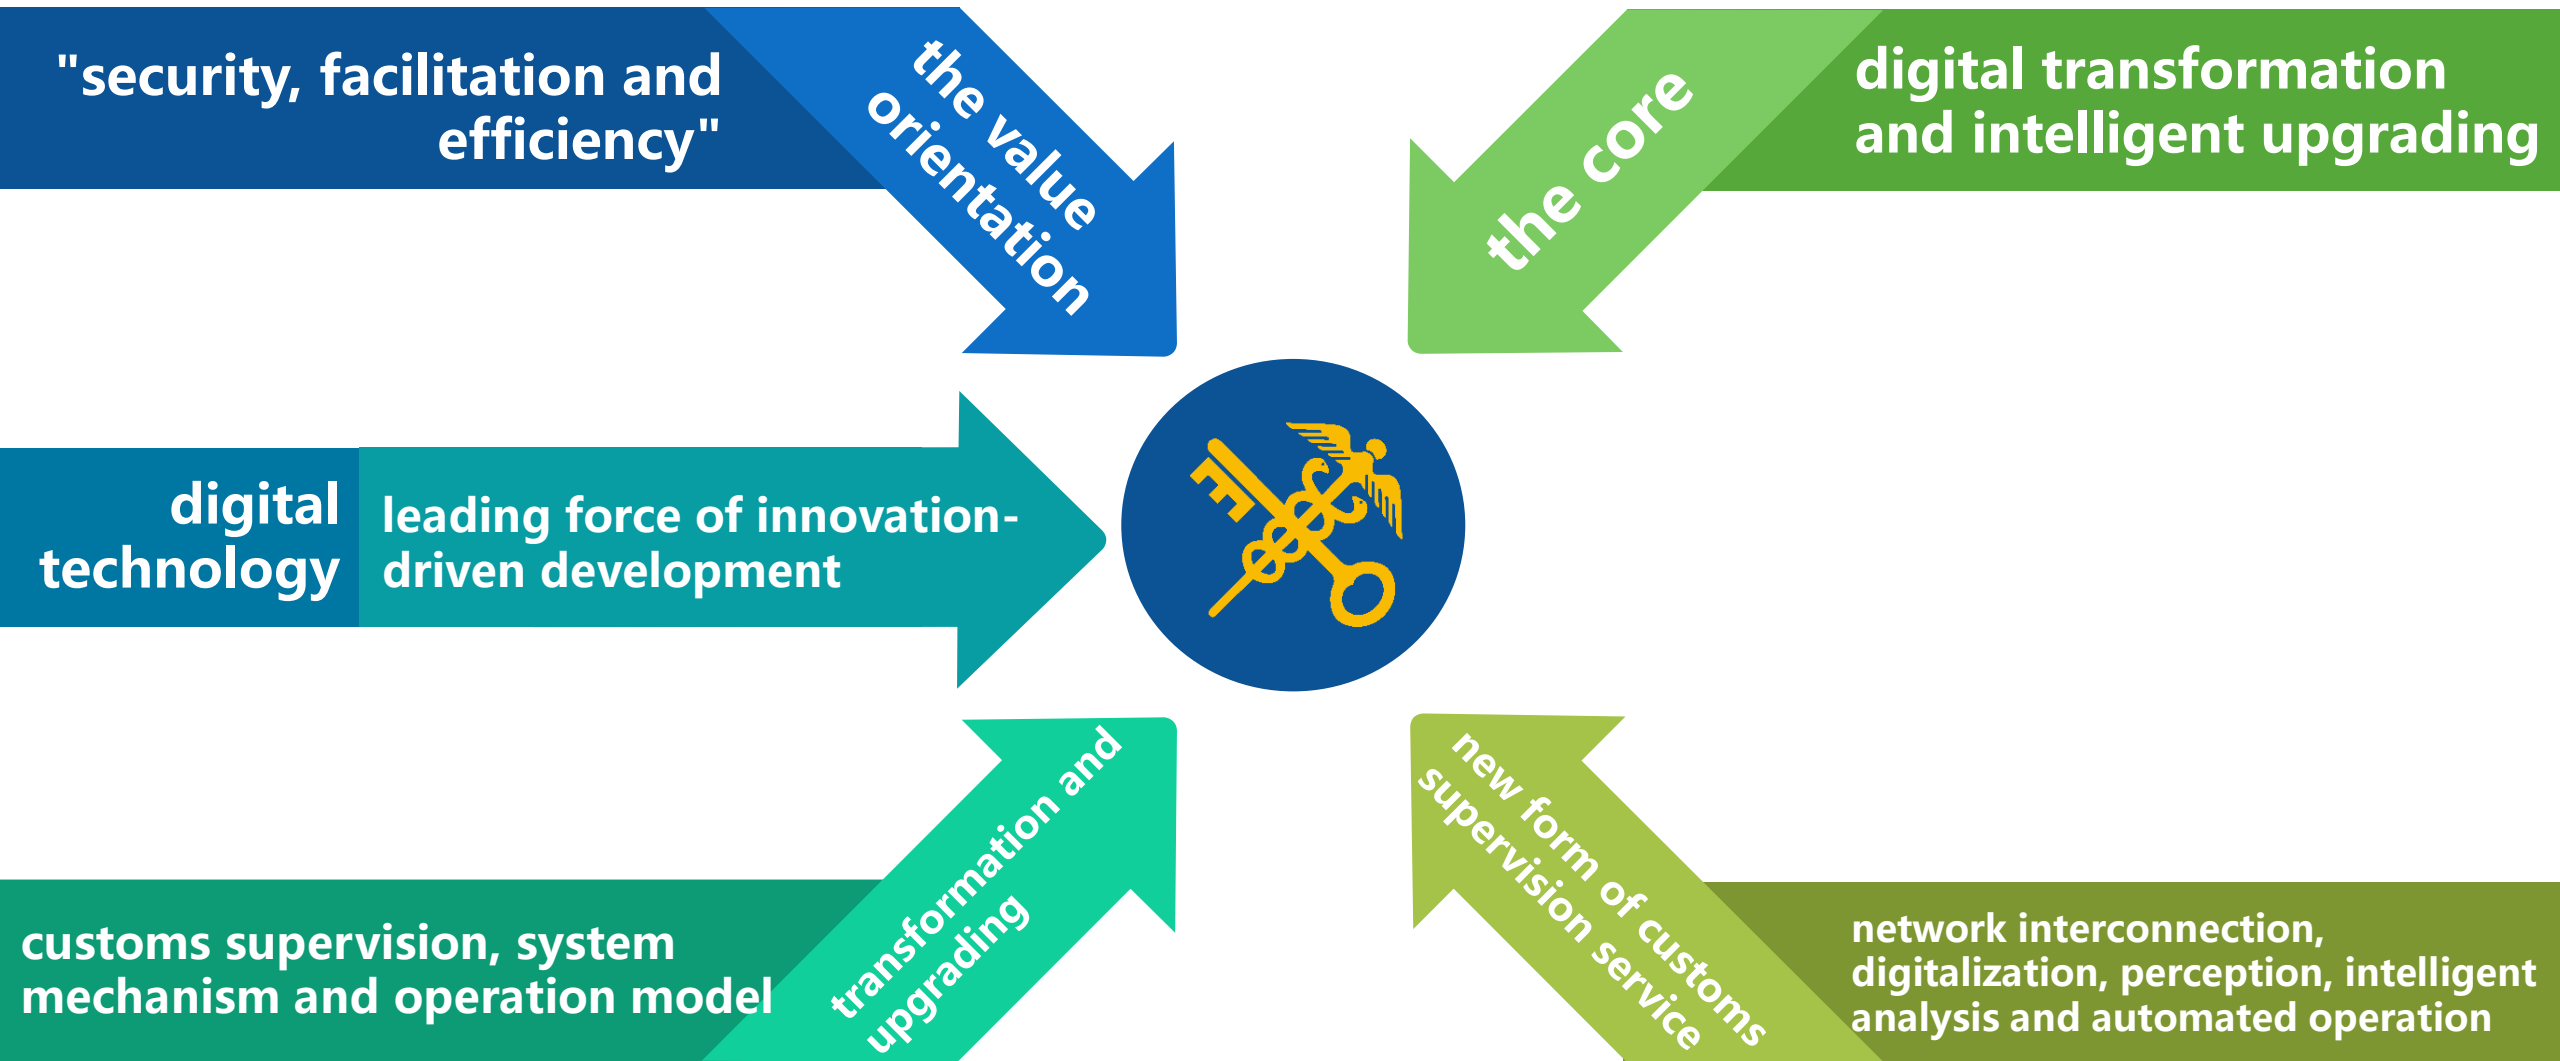 "security, facilitation and
efficiency"
the value
orientation
the core
digital transformation
and intelligent upgrading
digital
technology
leading force of innovation-
driven development
customs supervision, system
mechanism and operation model
transformation and
upgrading
new form of customs
supervision service
network interconnection,
digitalization, perception, intelligent
analysis and automated operation